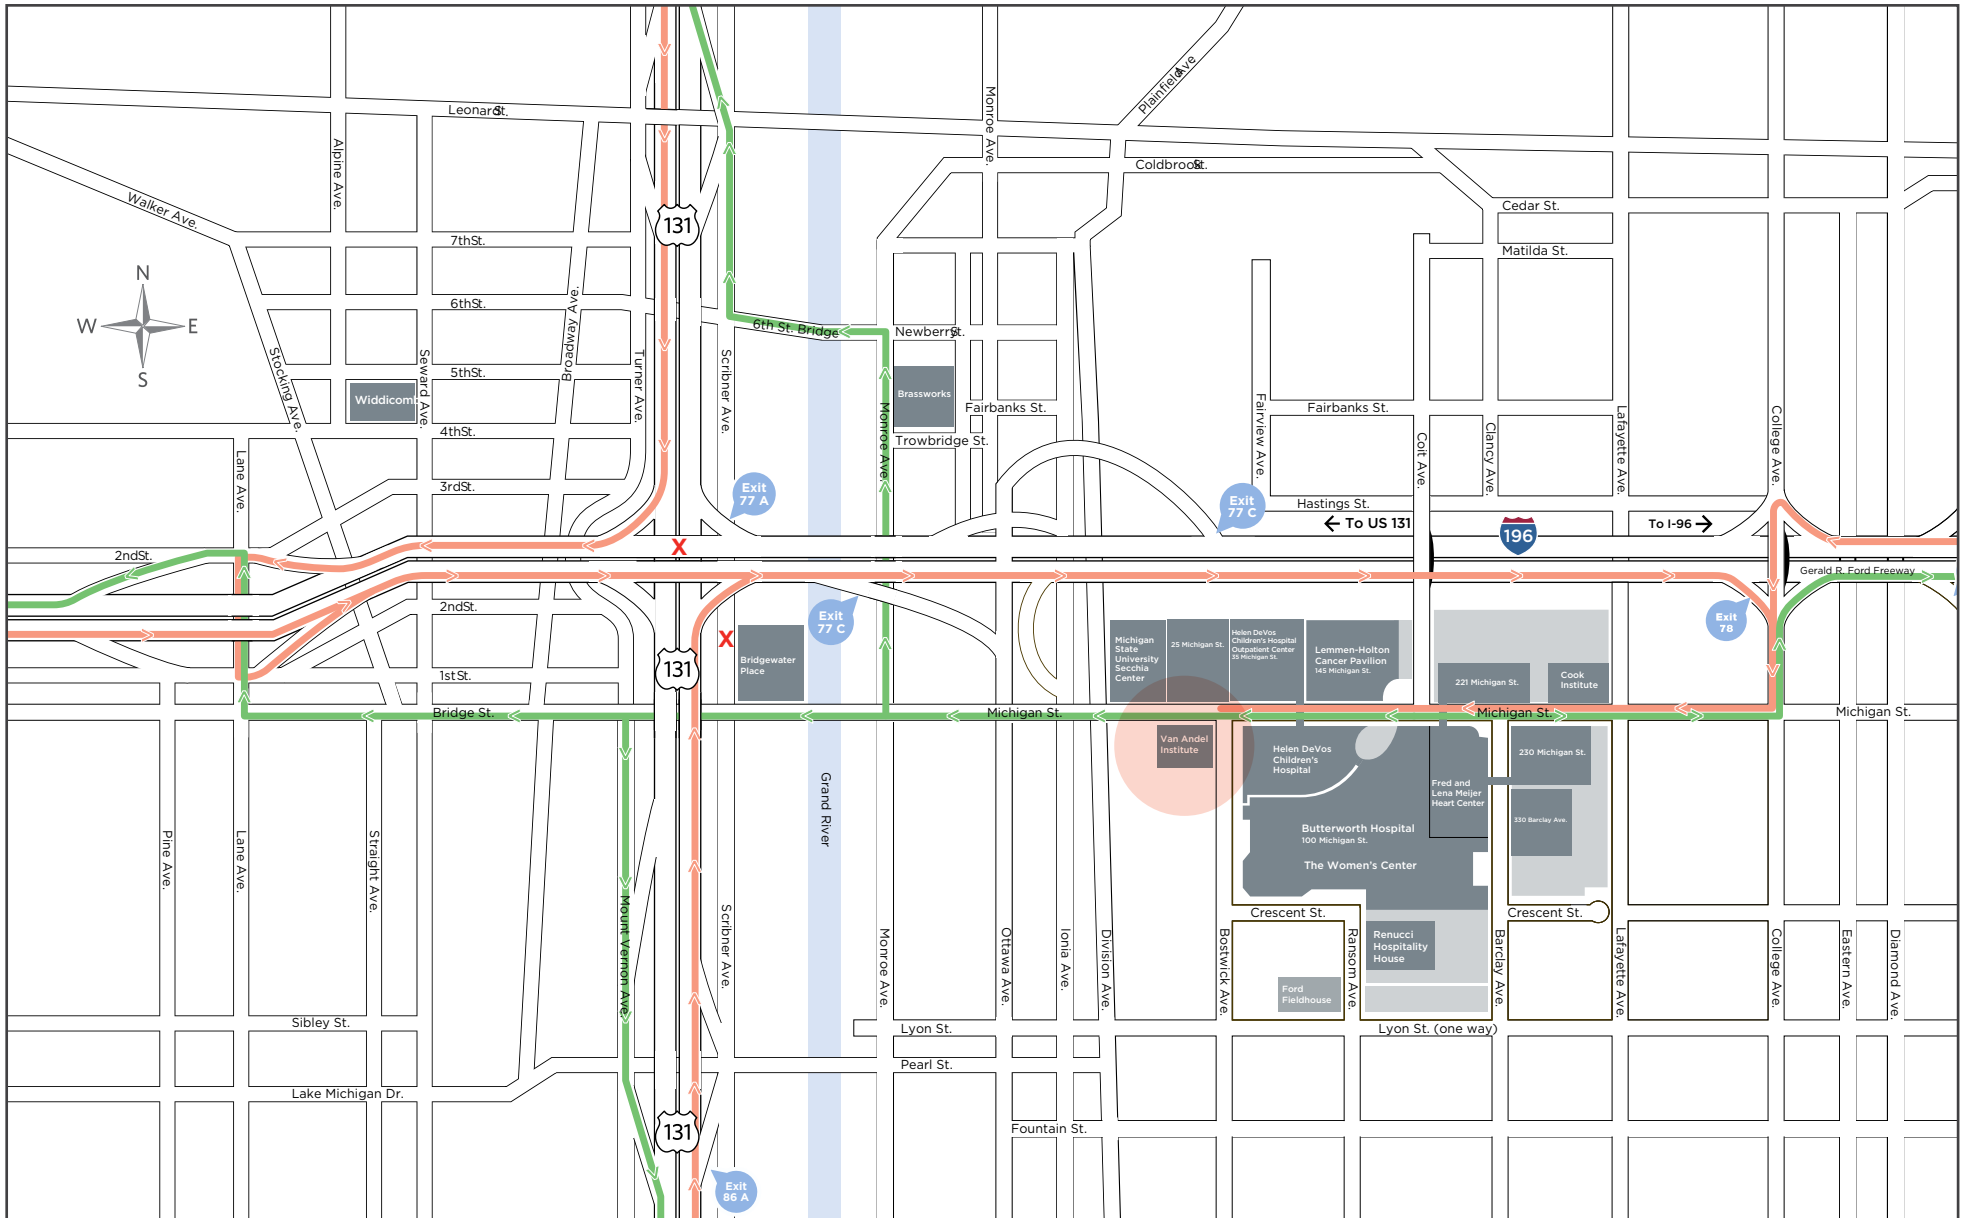 Leonard St.
Monroe Ave.
Plainfield Ave
Alpine Ave.
Coldbrook St.
Walker Ave.
Cedar St.
131
7th St.
Matilda St.
N
W
E
S
6th St.
Broadway Ave.
6th St. Bridge
Newberry St.
Stocking Ave.
Seward Ave.
Turner Ave.
Scribner Ave.
5th St.
Widdicomb
Brassworks
Monroe Ave.
Fairbanks St.
Fairview Ave.
Fairbanks St.
Lafayette Ave.
College Ave.
4th St.
Trowbridge St.
Coit Ave.
Clancy Ave.
Lane Ave.
3rd St.
Exit
77 A
Exit
77 C
Hastings St.
To US 131
196
To I-96
X
2nd St.
Gerald R. Ford Freeway
2nd St.
Exit
77 C
Exit
78
X
Bridgewater
Place
Michigan
State
University
Secchia
Center
25 Michigan St.
Helen DeVos
Children's Hospital
Outpatient Center
35 Michigan St.
Lemmen-Holton
Cancer Pavilion
145 Michigan St.
131
1st St.
221 Michigan St.
Cook
Institute
Bridge St.
Michigan St.
Michigan St.
Michigan St.
Van Andel
Institute
Helen DeVos
Children's
Hospital
230 Michigan St.
Fred and
Lena Meijer
Heart Center
Grand River
330 Barclay Ave.
Butterworth Hospital
100 Michigan St.
The Women's Center
Pine Ave.
Lane Ave.
Straight Ave.
Mount Vernon Ave.
Scribner Ave.
Crescent St.
Crescent St.
Monroe Ave.
Ottawa Ave.
Ionia Ave.
Division Ave.
Bostwick Ave.
Ransom Ave.
Renucci
Hospitality
House
Barclay Ave.
Lafayette Ave.
College Ave.
Eastern Ave.
Diamond Ave.
Ford
Fieldhouse
Sibley St.
Lyon St.
Lyon St. (one way)
Pearl St.
Lake Michigan Dr.
131
Fountain St.
Exit
86 A